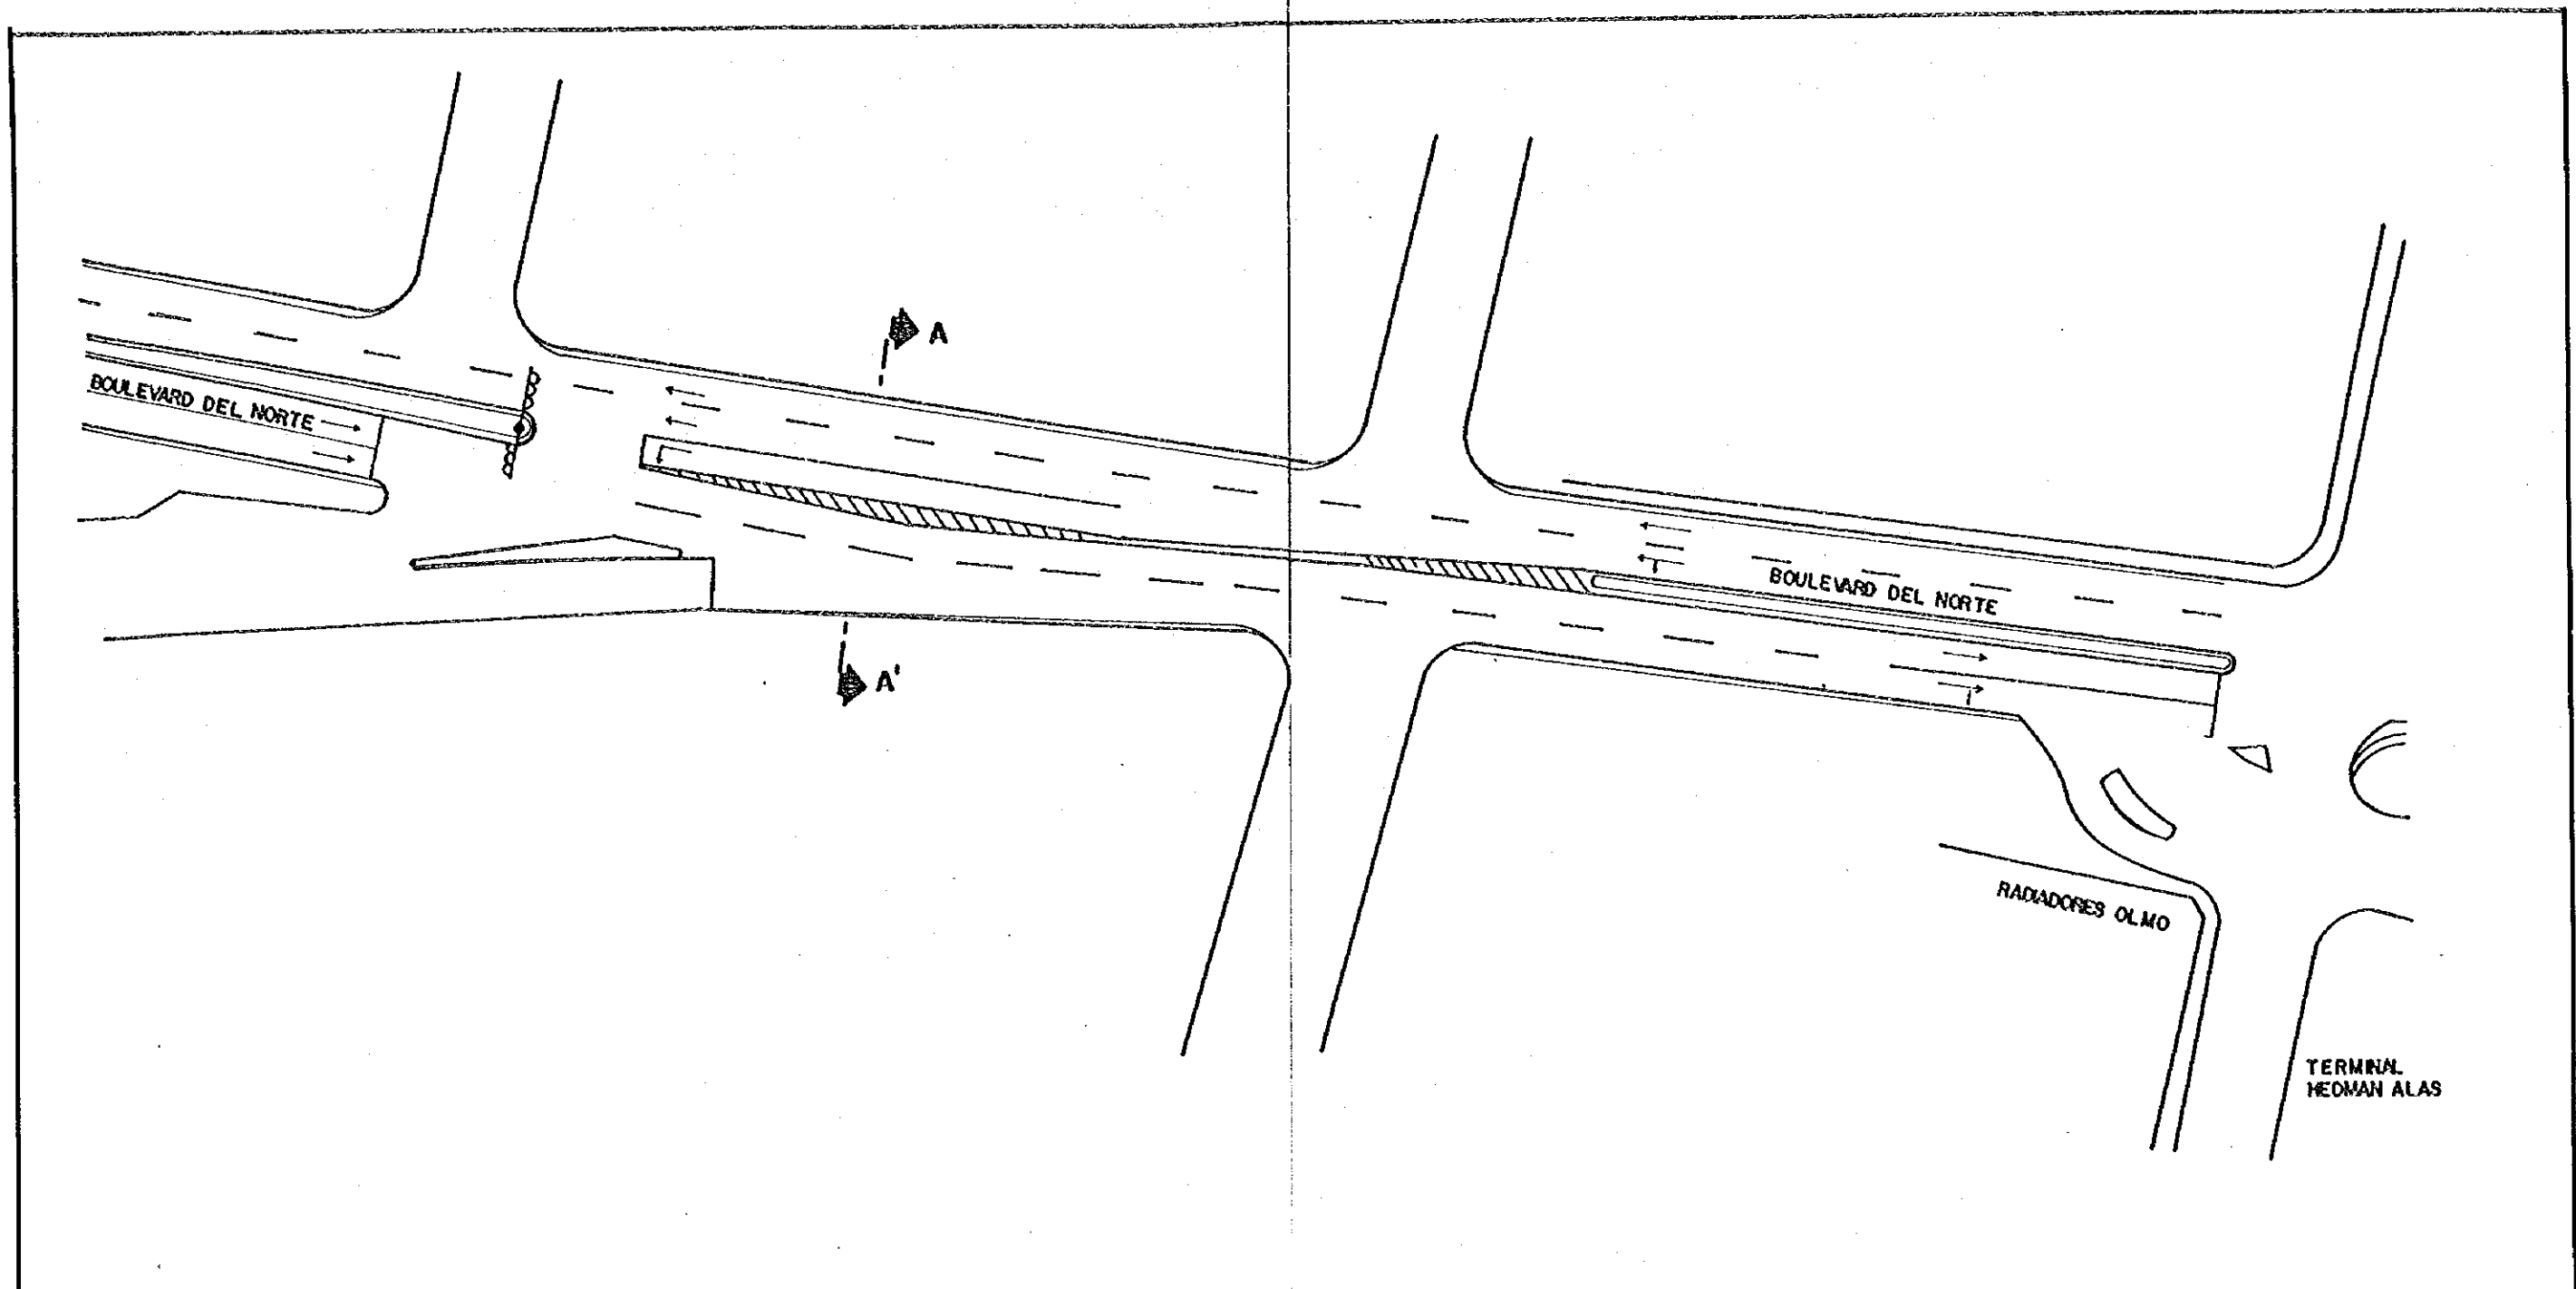 A
BOULEVARD DEL NORTE
BOULEVARD DEL NORTE
A'
RADIADORES OLMO
TERMINAL
HEDMAN ALAS